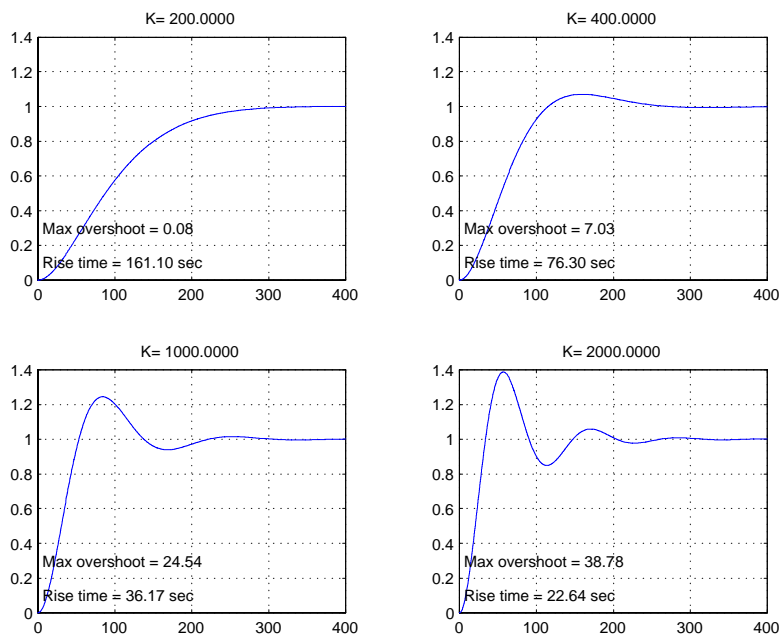 K= 200.0000
1.4
1.2
1
0.8
0.6
0.4
0.2
0
Max overshoot = 0.08
Rise time = 161.10 sec
0 100 200 300 400
K= 400.0000
1.4
1.2
1
0.8
0.6
0.4
0.2
0
Max overshoot = 7.03
Rise time = 76.30 sec
0 100 200 300 400
K= 1000.0000
1.4
1.2
1
0.8
0.6
0.4
0.2
0
Max overshoot = 24.54
Rise time = 36.17 sec
0 100 200 300 400
K= 2000.0000
1.4
1.2
1
0.8
0.6
0.4
0.2
0
Max overshoot = 38.78
Rise time = 22.64 sec
0 100 200 300 400